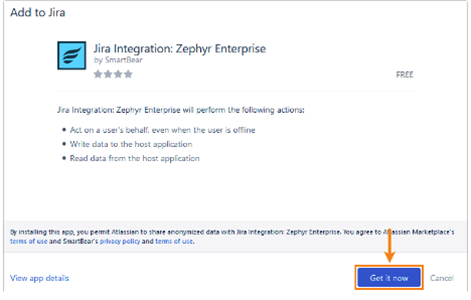 Add to Jira
Jira Integration: Zephyr Enterprise
by SmartBear
FREE
Jira Integration: Zephyr Enterprise will perform the following actions:
Act on a user's behalf, even when the user is offline
Write data to the host application
Read data from the host application
By installing this app, you permit Atlassian to share anonymized data with Jira Integration: Zephyr Enterprise. You agree to Atlassian Marketplace's
terms of use and SmartBear's privacy policy and terms of use.
View app details
Get it now
Cancel